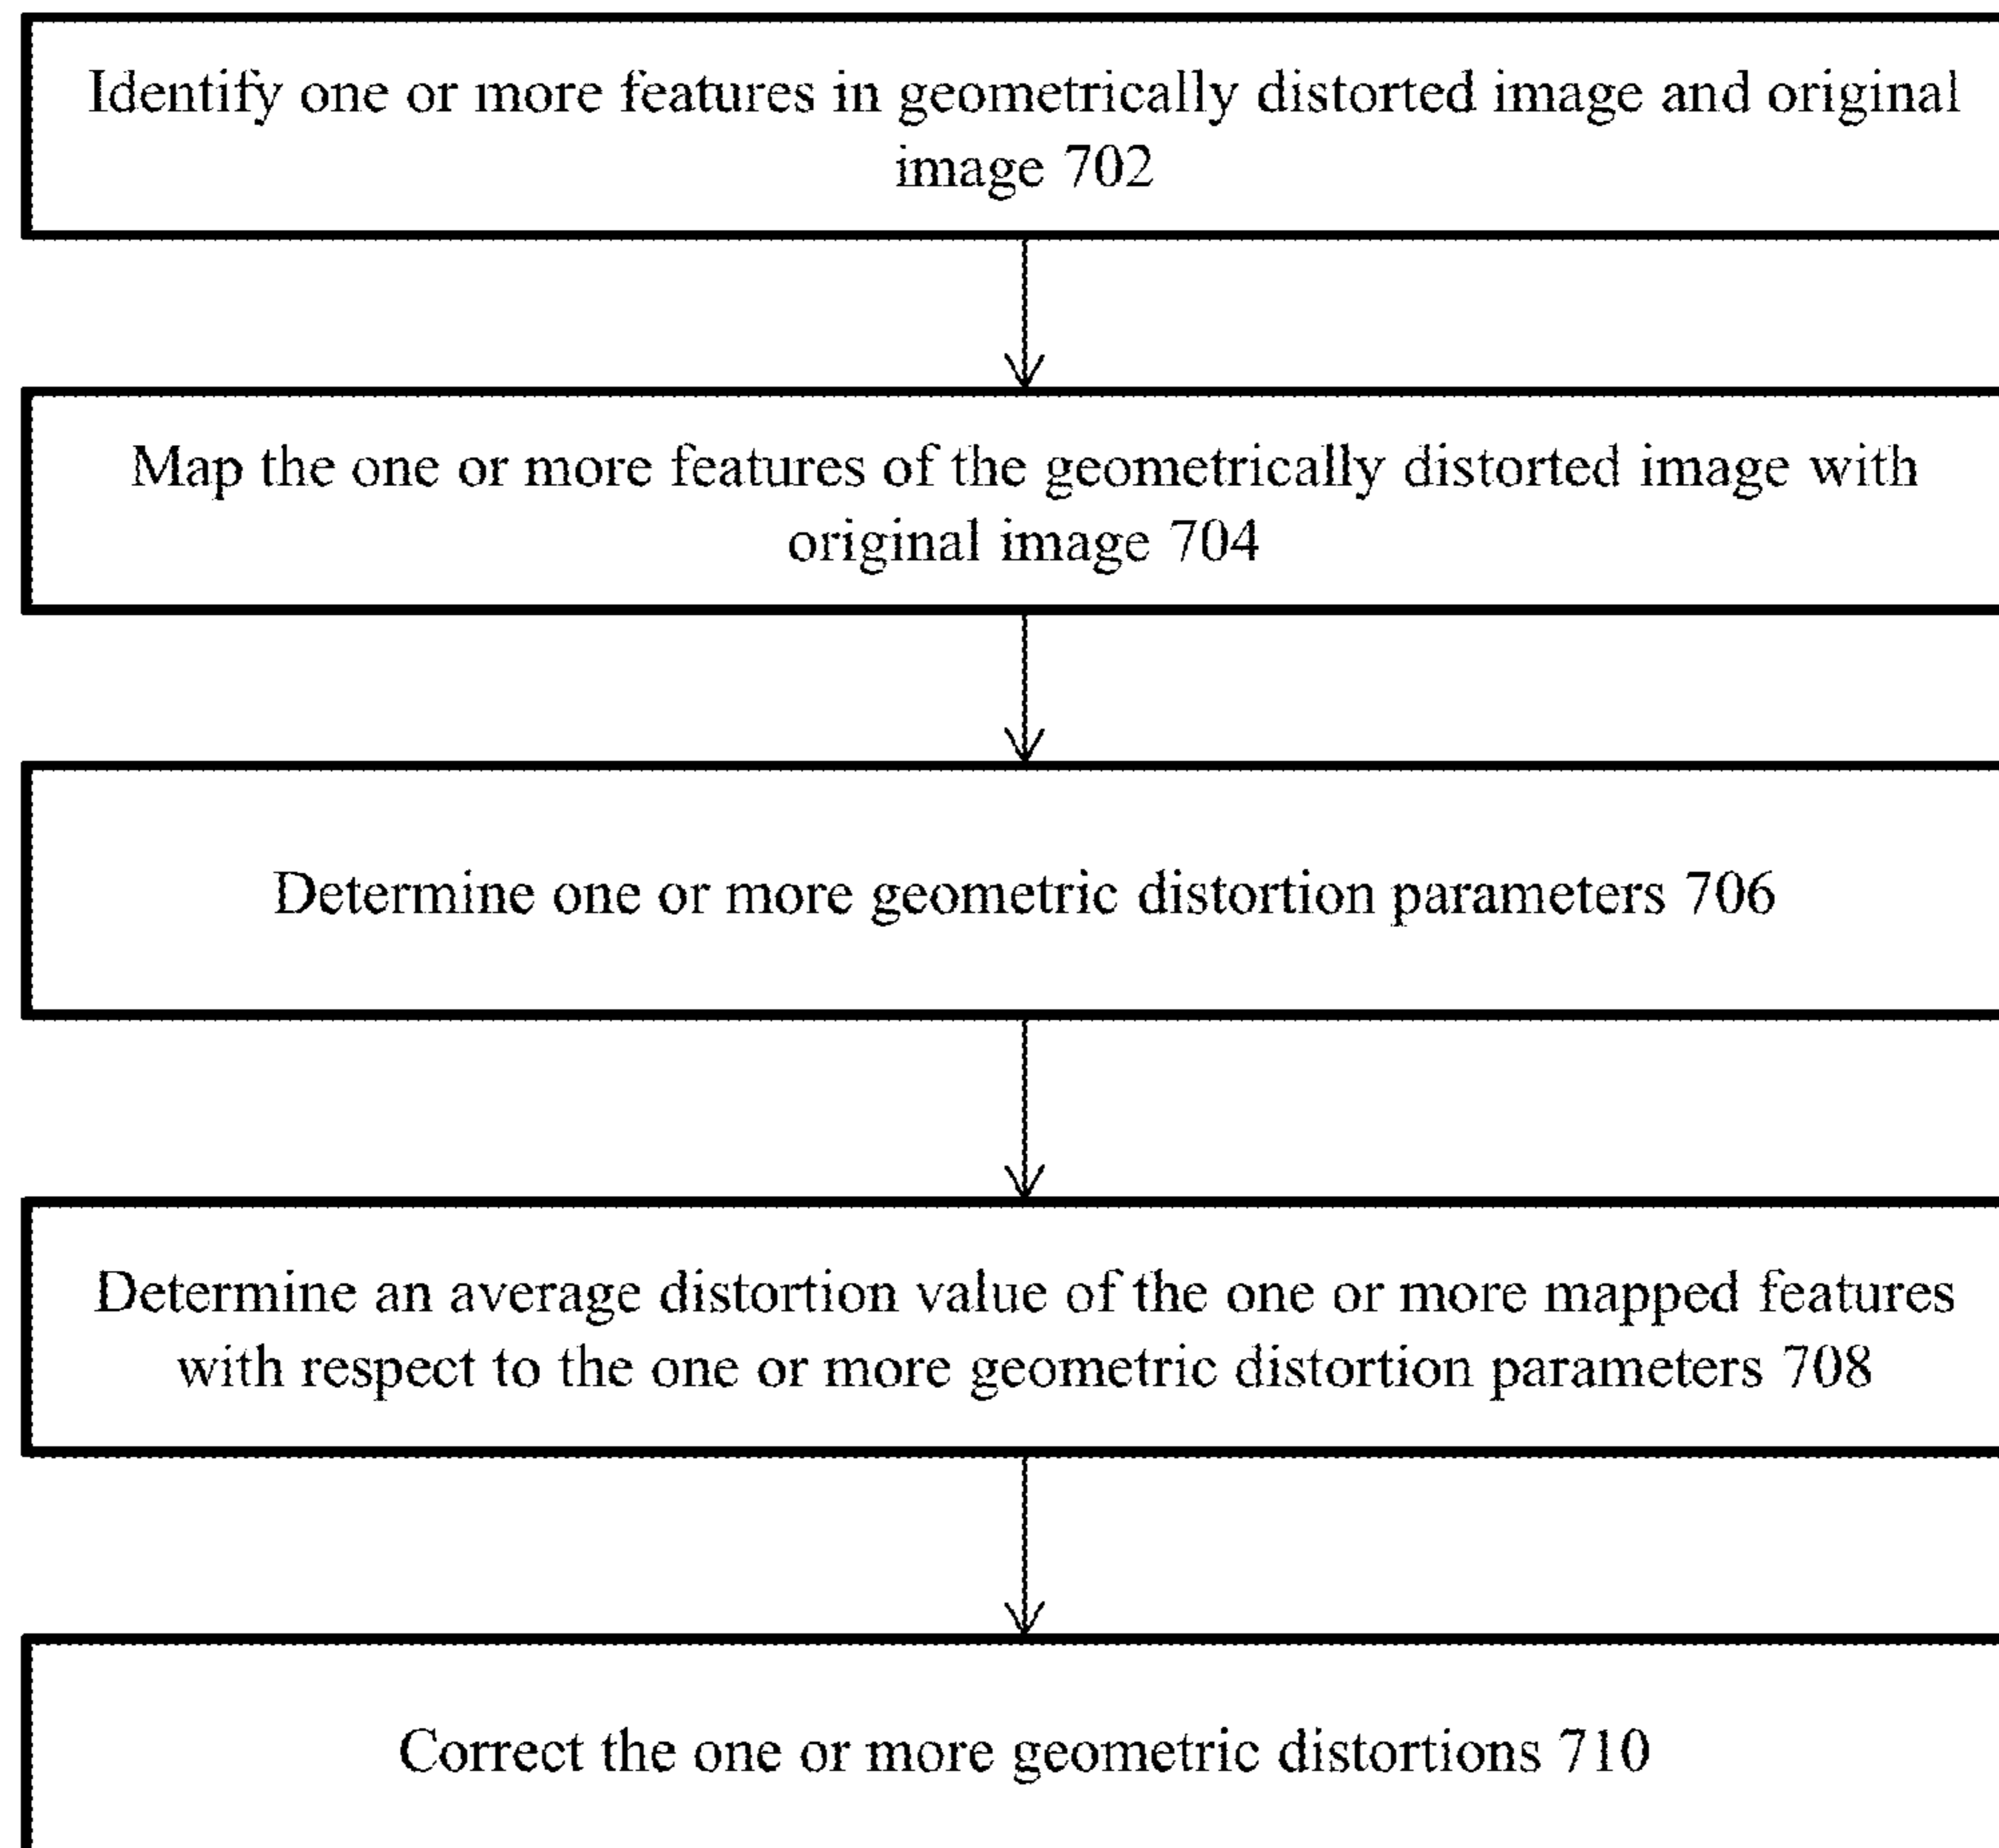 Identify one or more features in geometrically distorted image and original
image 702
Map the one or more features of the geometrically distorted image with
original image 704
Determine one or more geometric distortion parameters 706
Determine an average distortion value of the one or more mapped features
with respect to the one or more geometric distortion parameters 708
Correct the one or more geometric distortions 710